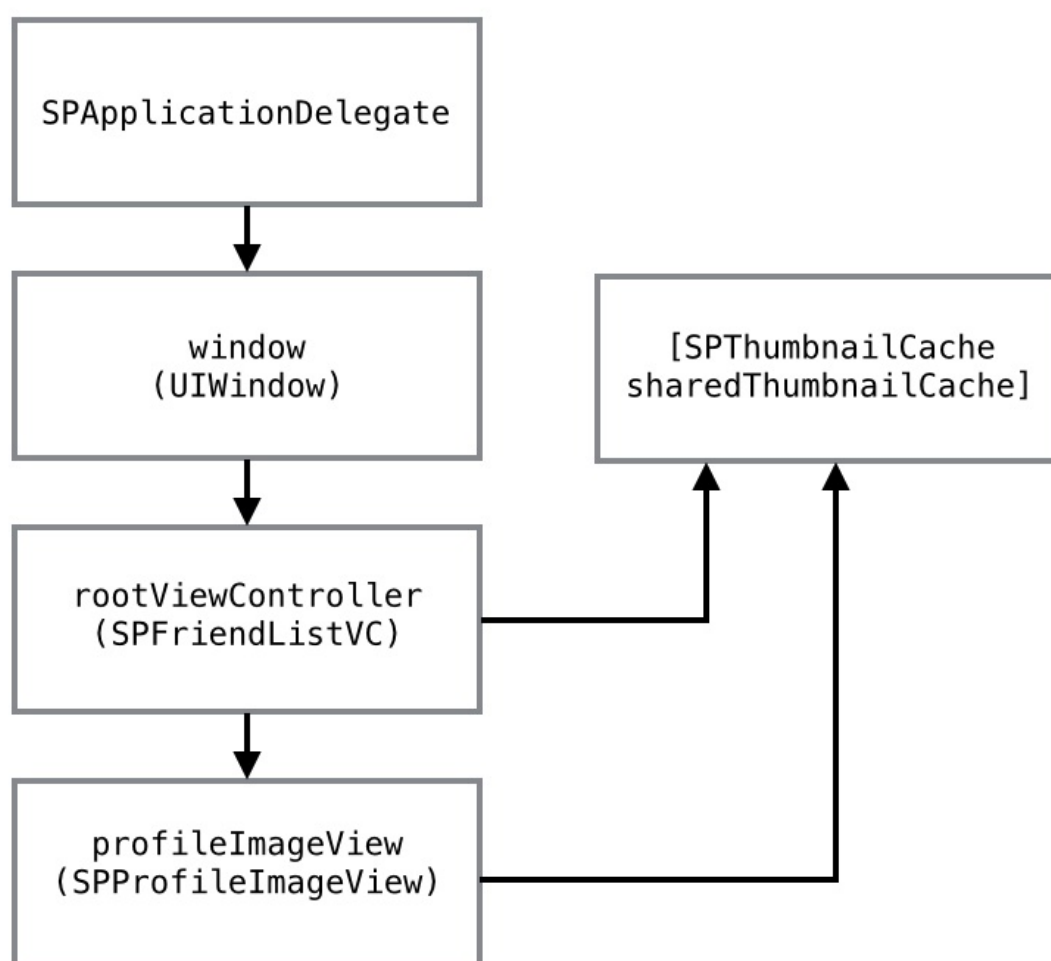 SPApplicationDelegate
window
(UIWindow)
[SPThumbnailCache
sharedThumbnailCache]
rootViewController
(SPFriendListVC)
profileImageView
(SPProfileImageView)